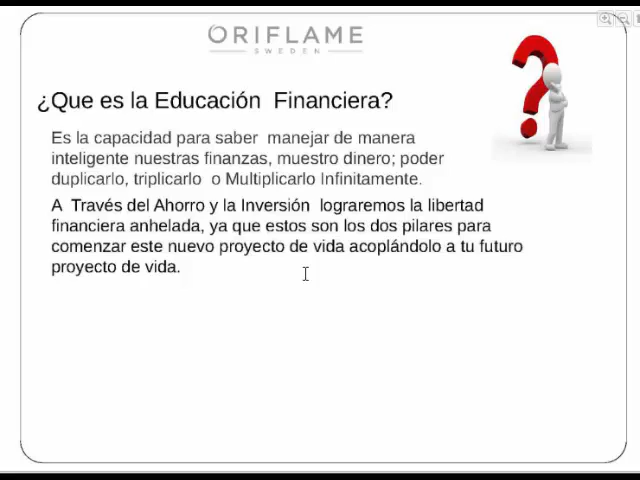 ORIFLAME
SWEDEN
¿Que es la Educación Financiera?
Es la capacidad para saber manejar de manera
inteligente nuestras finanzas, muestro dinero; poder
duplicarlo, triplicarlo o Multiplicarlo Infinitamente.
A Través del Ahorro y la Inversión lograremos la libertad
financiera anhelada, ya que estos son los dos pilares para
comenzar este nuevo proyecto de vida acoplándolo a tu futuro
proyecto de vida.